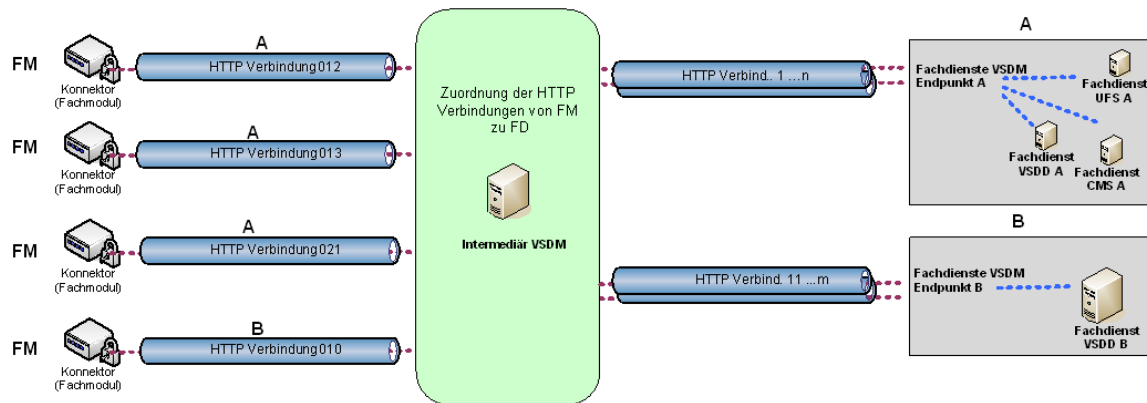 A
FM
HTTP Verbindung012
Konnektor
(Fachmodul)
A
FM
HTTP Verbindung013
Konnektor
(Fachmodul)
A
FM
HTTP Verbindung021
Konnektor
(Fachmodul)
B
FM
HTTP Verbindung010
Konnektor
(Fachmodul)
Zuordnung der HTTP
Verbindungen von FM
zu FD
Intermediär VSDM
HTTP Verbind.. 1 ...n
HTTP Verbind. 11 ...m
A
Fachdienste VSDM
Endpunkt A
Fachdienst
UFS A
Fachdienst
VSDD A
Fachdienst
CMS A
B
Fachdienste VSDM
Endpunkt B
Fachdienst
VSDD B